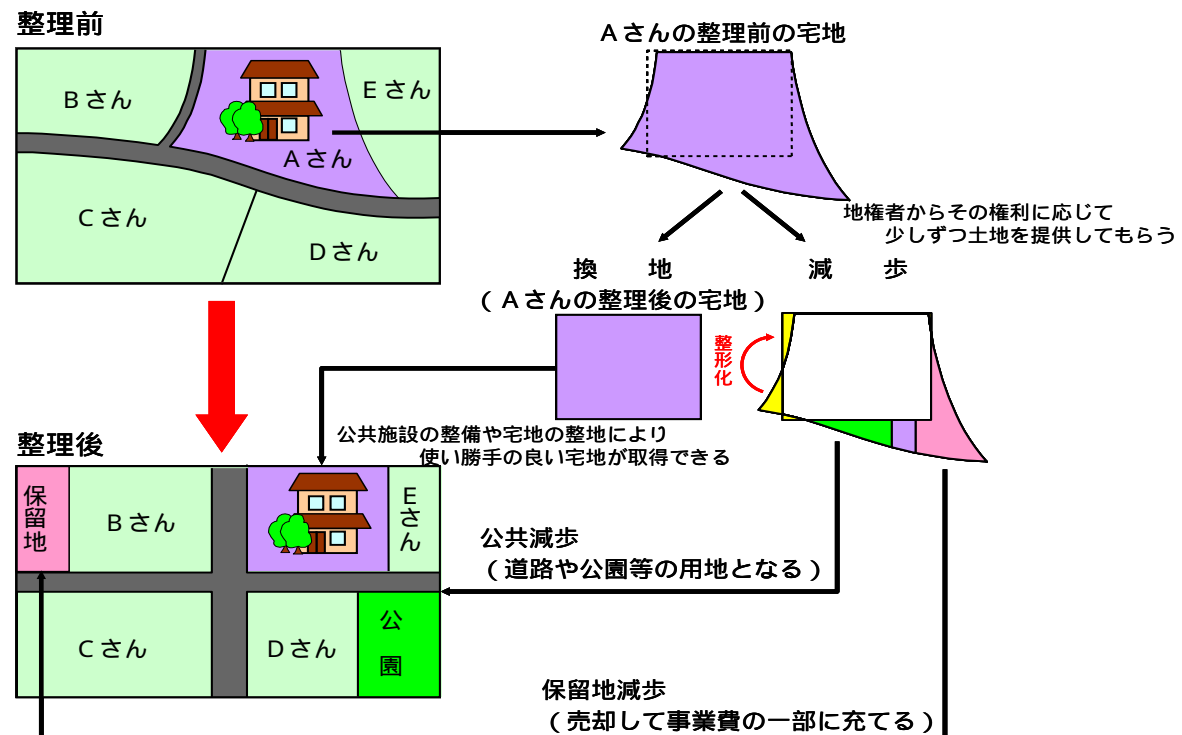 整理前
Bさん
Aさん
Eさん
Cさん
Dさん
Aさんの整理前の宅地
地権者からその権利に応じて
少しずつ土地を提供してもらう
換 地
(Aさんの整理後の宅地)
減 歩
整形化
公共施設の整備や宅地の整地により
使い勝手の良い宅地が取得できる
整理後
保留地
Bさん
Eさん
Cさん
Dさん
公
園
公共減歩
(道路や公園等の用地となる)
保留地減歩
(売却して事業費の一部に充てる)